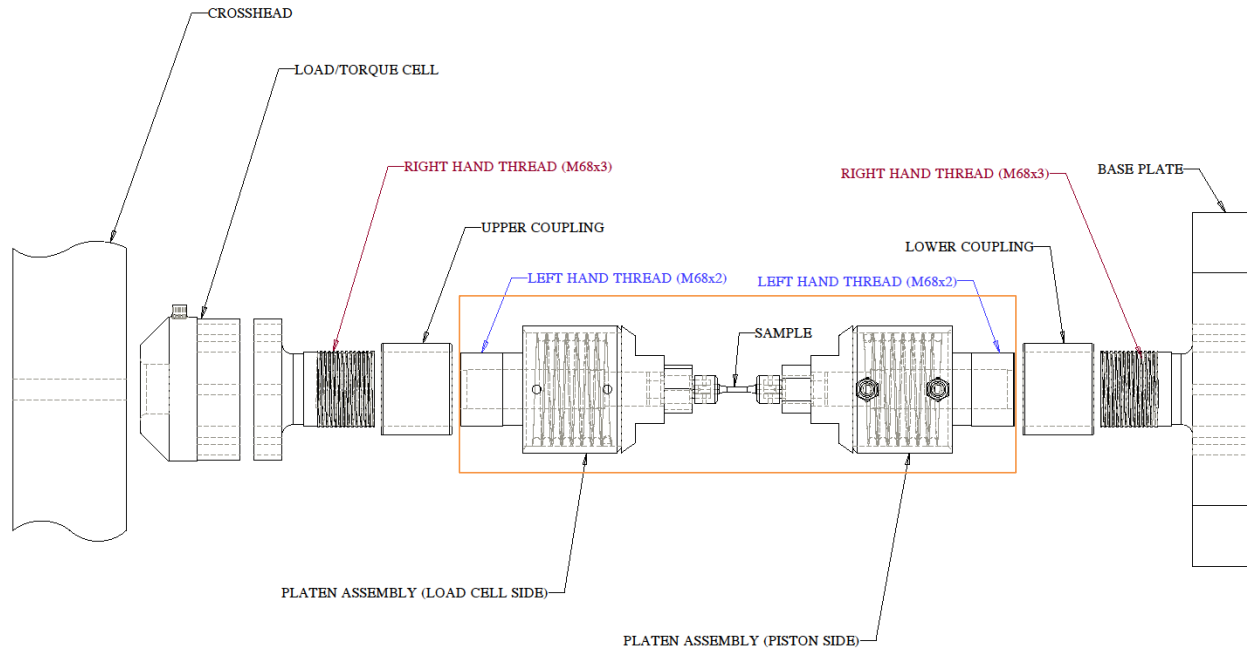 CROSSHEAD
LOAD/TORQUE CELL
RIGHT HAND THREAD (M68x3)
BASE PLATE
RIGHT HAND THREAD (M68x3)
UPPER COUPLING
LOWER COUPLING
LEFT HAND THREAD (M68x2)
LEFT HAND THREAD (M68x2)
SAMPLE
PLATEN ASSEMBLY (LOAD CELL SIDE)
PLATEN ASSEMBLY (PISTON SIDE)